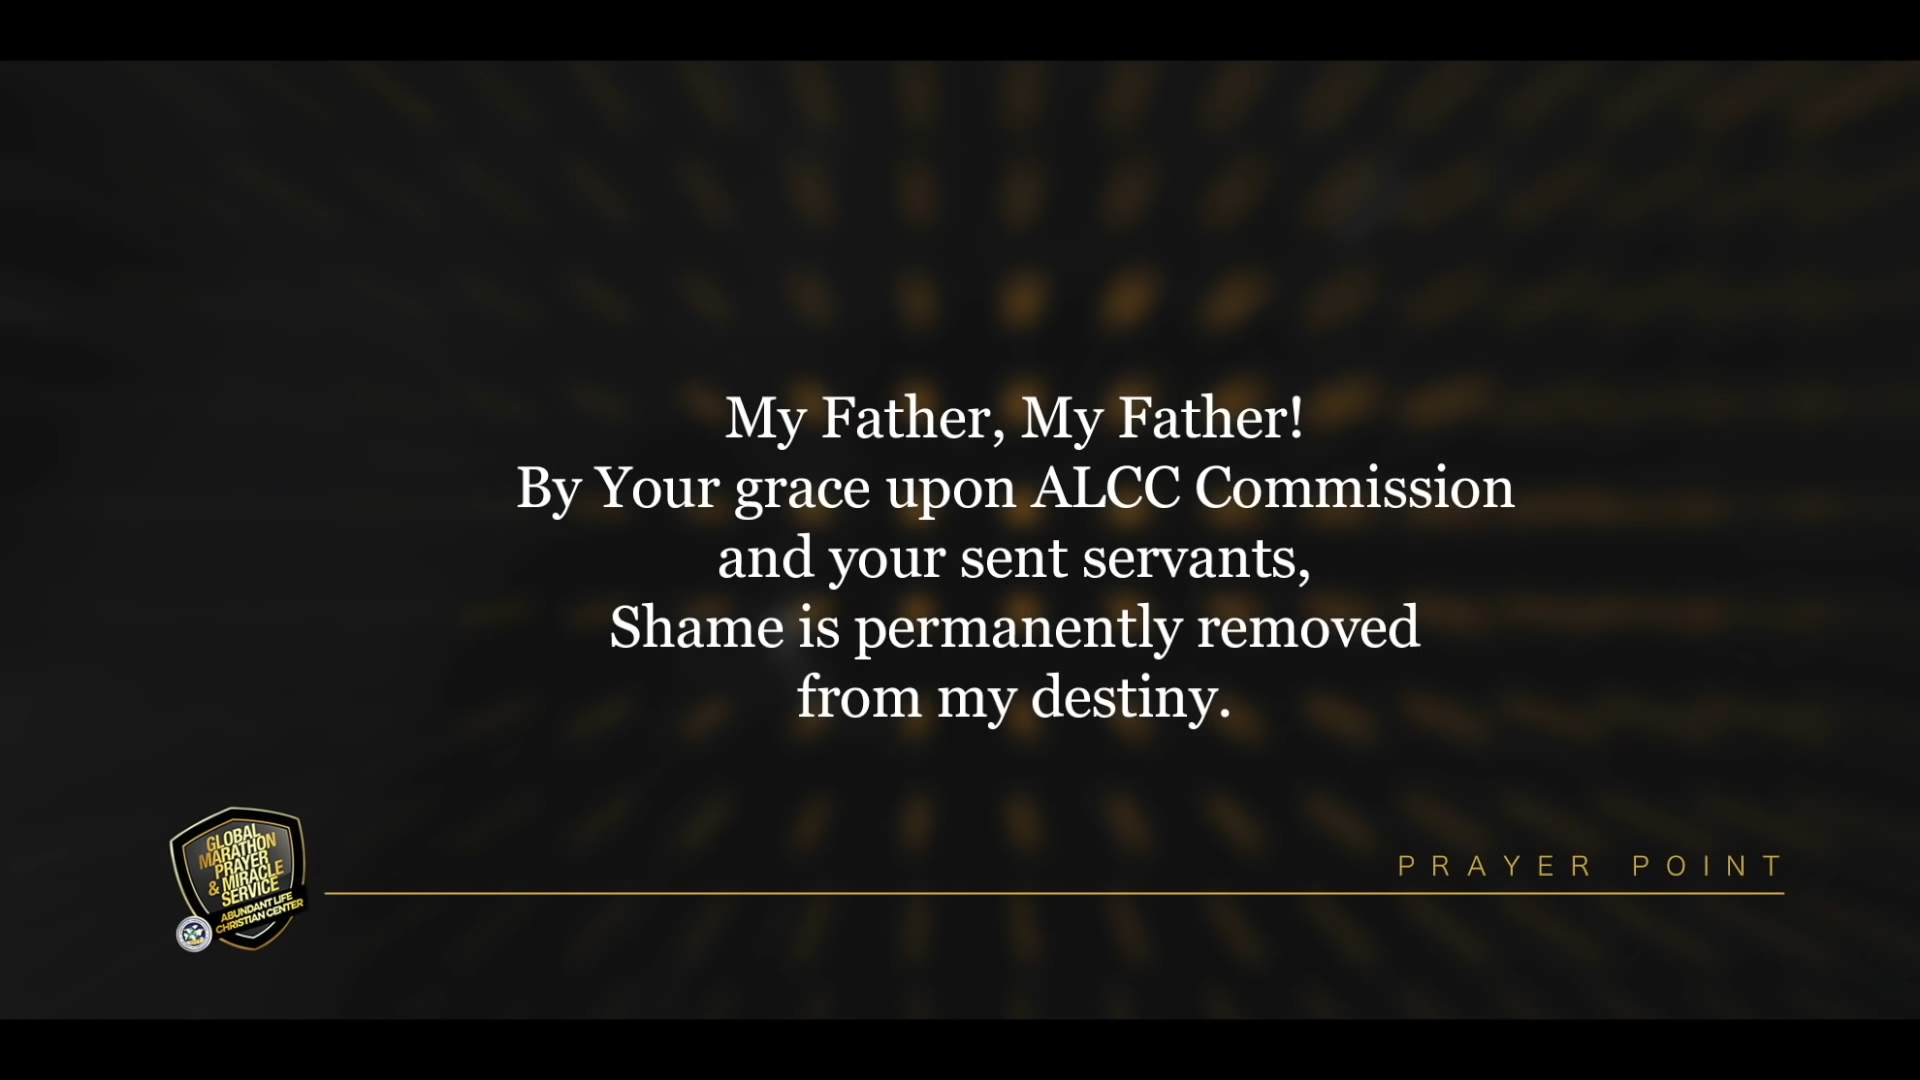 My Father, My Father!
By Your grace upon ALCC Commission
and your sent servants,
Shame is permanently removed
from my destiny.
GLOBAL
MARATHON
PRAYER
& MIRACLE
SERVICE
ABUNDANT LIFE
CHRISTIAN CENTER
PRAYER POINT